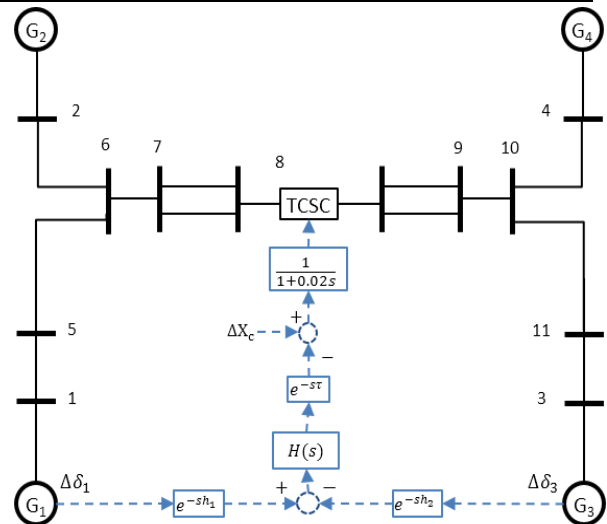 G₂ G₄
2 4
6 7 8 9 10
TCSC
1
1+0.02s
+
ΔX_c −
5 11
e^{-sτ}
1 3
H(s)
Δδ₁ + − Δδ₃
G₁ e^{-sh₁} e^{-sh₂} G₃